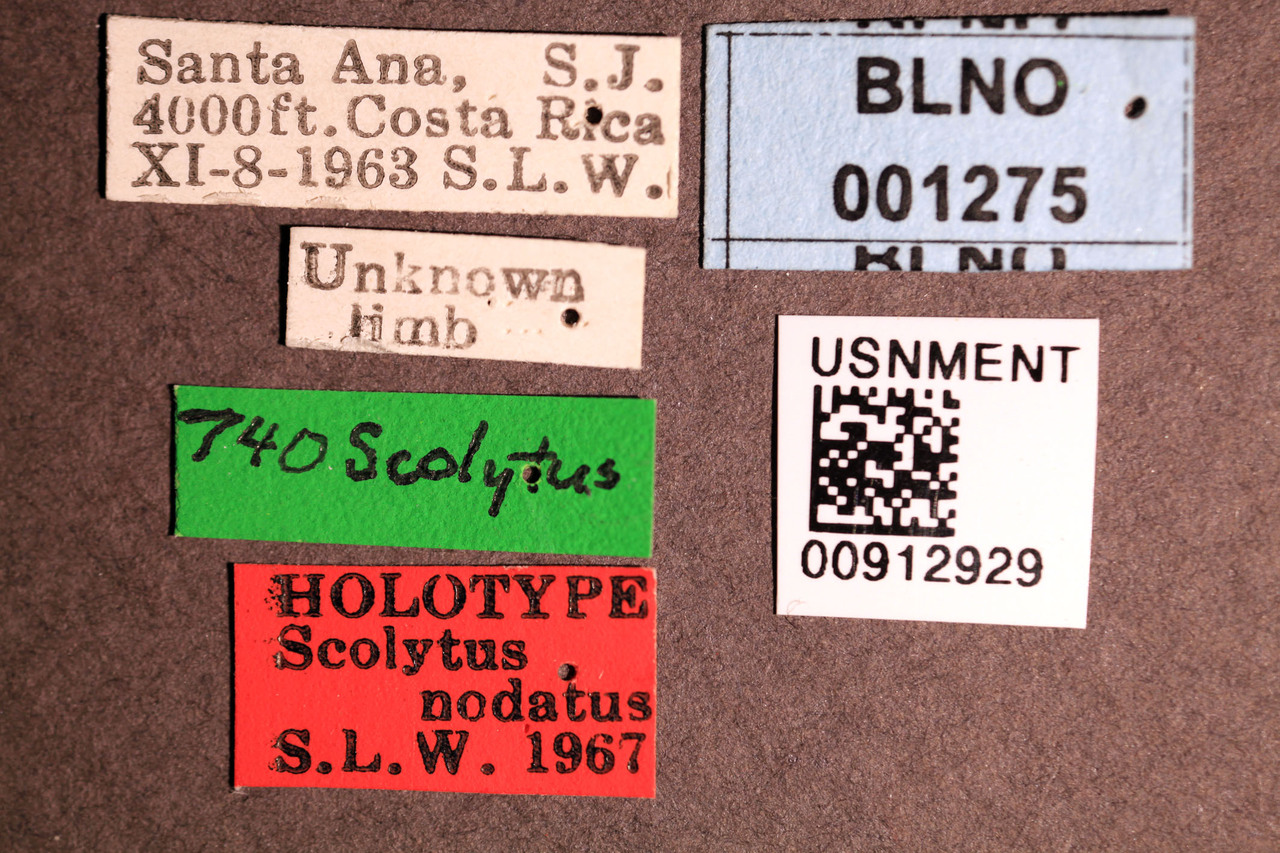 Santa Ana, S.J.
4000ft. Costa Rica
XI-8-1963 S.L.W.
Unknown
limb
740 Scolytus
HOLOTYPE
Scolytus
nodatus
S.L.W. 1967
BLNO
001275
BLNO
USNMENT
00912929